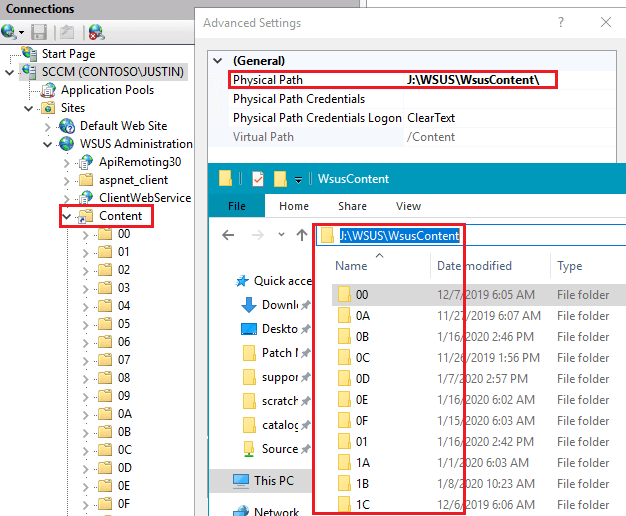 Connections
Start Page
SCCM (CONTOSO\JUSTIN)
Application Pools
Sites
Default Web Site
WSUS Administration
ApiRemoting30
aspnet_client
ClientWebService
Content
00
01
02
03
04
05
06
07
08
09
0A
0B
0C
0D
0E
0F
Advanced Settings
?
(General)
Physical Path J:\WSUS\WsusContent\
Physical Path Credentials
Physical Path Credentials Logon ClearText
Virtual Path /Content
WsusContent
File Home Share View
J:\WSUS\WsusContent
Name Date modified Type
Quick acce
Downl
Deskto
Patch M
suppor
scratch
catalog
Source
This PC
Network
00 12/7/2019 6:05 AM File folder
0A 11/27/2019 6:07 AM File folder
0B 1/16/2020 2:46 PM File folder
0C 11/26/2019 1:56 PM File folder
0D 1/7/2020 2:57 PM File folder
0E 1/16/2020 6:02 AM File folder
0F 1/15/2020 6:03 AM File folder
01 1/16/2020 2:42 PM File folder
1A 1/1/2020 6:03 AM File folder
1B 1/8/2020 10:23 AM File folder
1C 12/6/2019 6:06 AM File folder